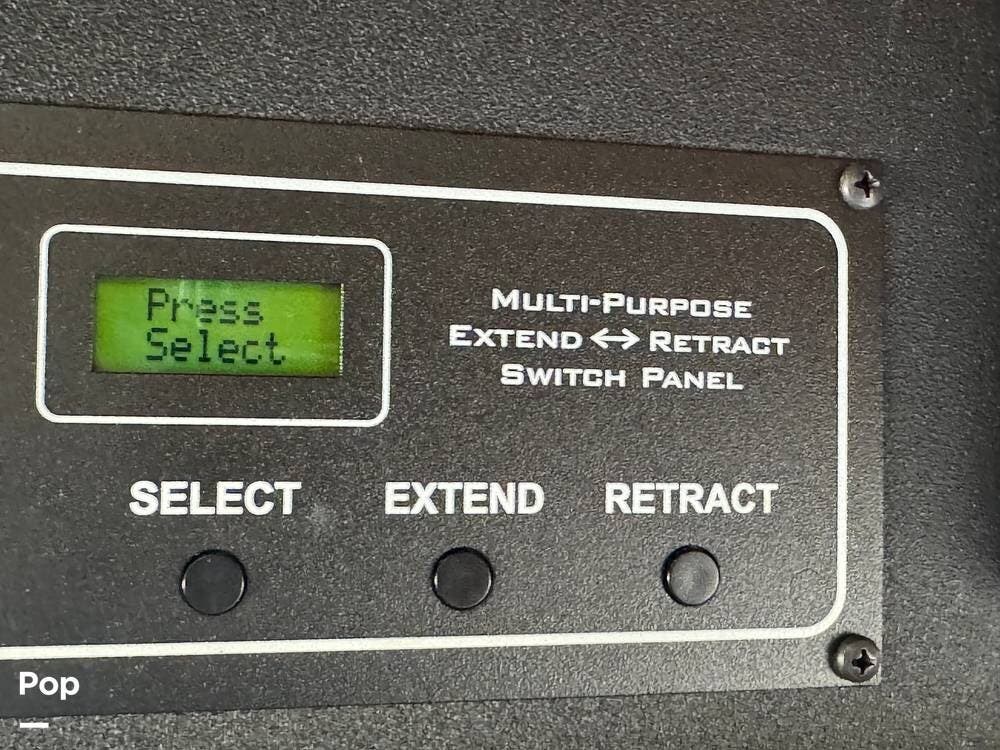 Press
Select
MULTI-PURPOSE
EXTEND ↔ RETRACT
SWITCH PANEL
SELECT EXTEND RETRACT
Pop